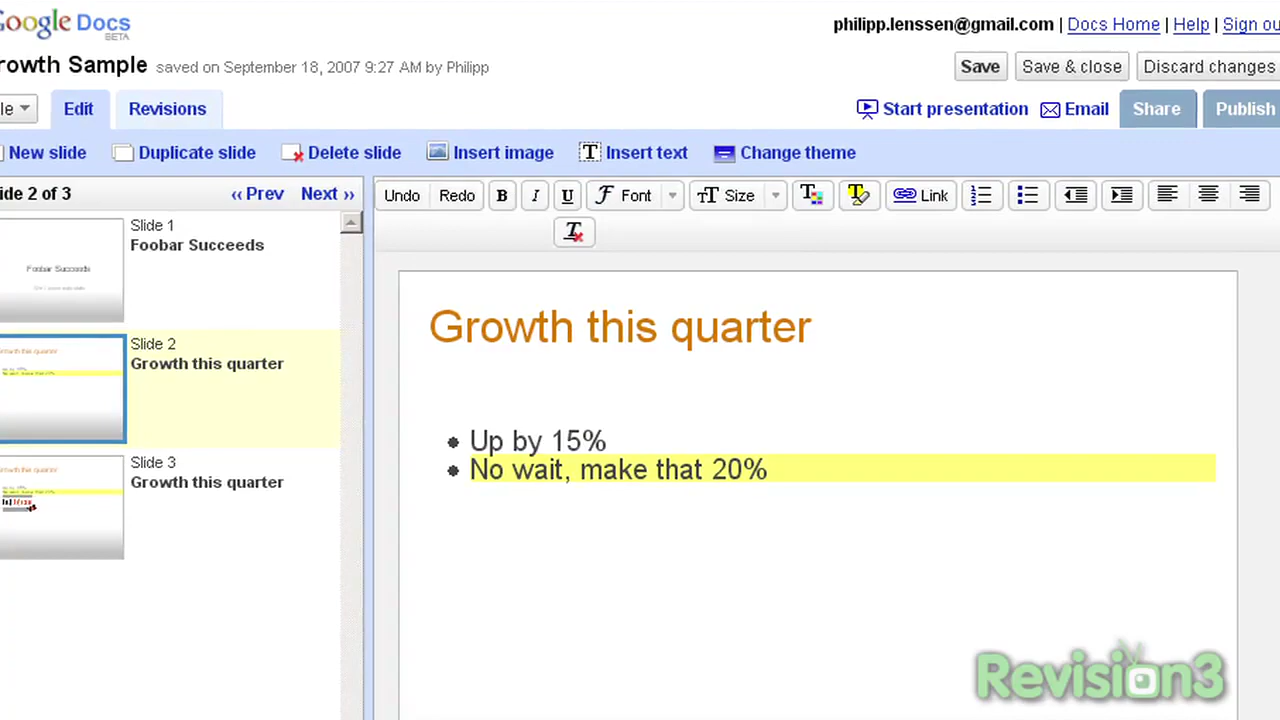 Google Docs
BETA
philipp.lenssen@gmail.com | Docs Home | Help | Sign ou
rowth Sample saved on September 18, 2007 9:27 AM by Philipp
Save Save & close Discard changes
le Edit Revisions Start presentation Email Share Publish
New slide Duplicate slide Delete slide Insert image Insert text Change theme
lide 2 of 3 ‹‹ Prev Next ››
Undo Redo B I U Font Size Link
Slide 1
Foobar Succeeds
Foobar Succeeds
Slide 2
Growth this quarter
Slide 3
Growth this quarter
Growth this quarter
Up by 15%
No wait, make that 20%
Revision3